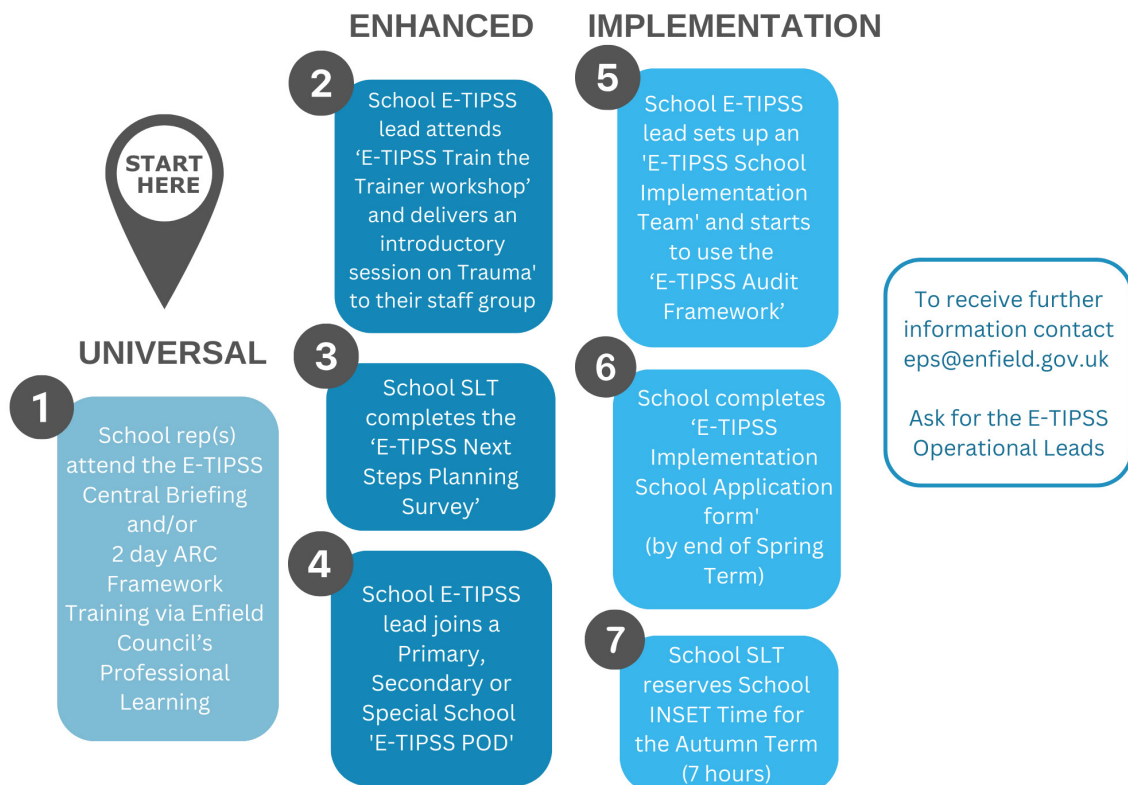 START
HERE
UNIVERSAL
1
School rep(s)
attend the E-TIPSS
Central Briefing
and/or
2 day ARC
Framework
Training via Enfield
Council’s
Professional
Learning
ENHANCED
2
School E-TIPSS
lead attends
‘E-TIPSS Train the
Trainer workshop’
and delivers an
introductory
session on Trauma'
to their staff group
3
School SLT
completes the
‘E-TIPSS Next
Steps Planning
Survey’
4
School E-TIPSS
lead joins a
Primary,
Secondary or
Special School
'E-TIPSS POD'
IMPLEMENTATION
5
School E-TIPSS
lead sets up an
'E-TIPSS School
Implementation
Team' and starts
to use the
‘E-TIPSS Audit
Framework’
6
School completes
‘E-TIPSS
Implementation
School Application
form'
(by end of Spring
Term)
7
School SLT
reserves School
INSET Time for
the Autumn Term
(7 hours)
To receive further
information contact
eps@enfield.gov.uk
Ask for the E-TIPSS
Operational Leads